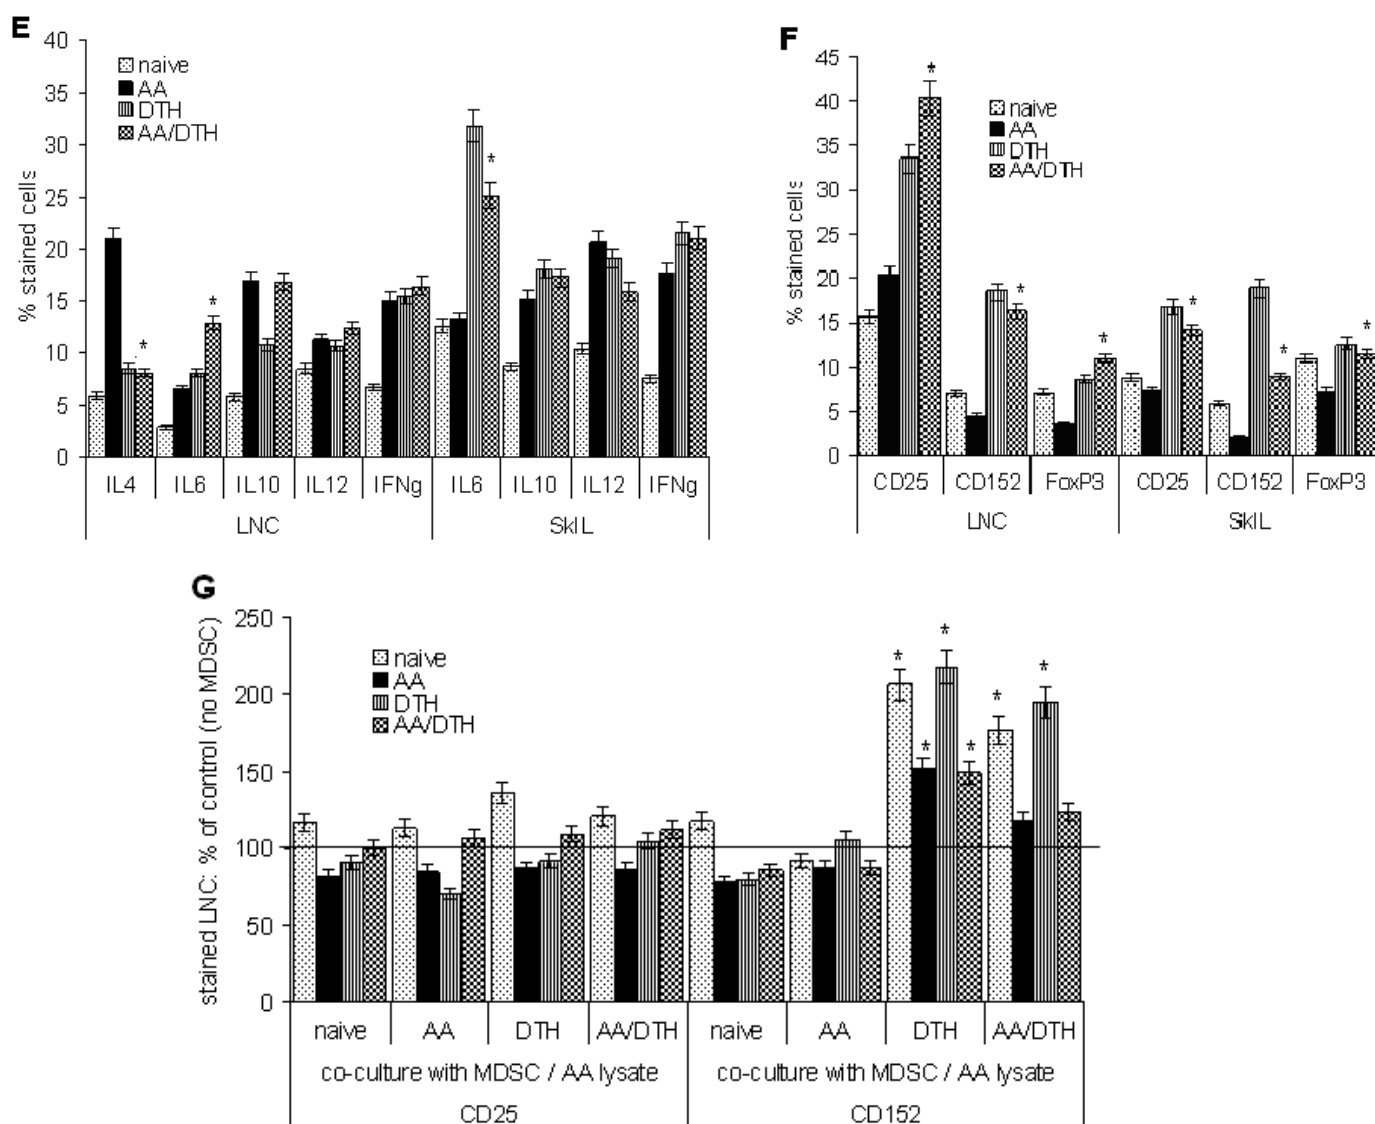 E
40
35
30
25
20
15
10
5
0
% stained cells
naive
AA
DTH
AA/DTH
*
*
*
IL4 IL6 IL10 IL12 IFNg IL6 IL10 IL12 IFNg
LNC SkIL
F
45
40
35
30
25
20
15
10
5
0
% stained cells
naive
AA
DTH
AA/DTH
*
*
*
*
*
*
CD25 CD152 FoxP3 CD25 CD152 FoxP3
LNC SkIL
G
250
200
150
100
50
0
stained LNC: % of control (no MDSC)
naive
AA
DTH
AA/DTH
*
*
*
*
*
*
naive AA DTH AA/DTH naive AA DTH AA/DTH
co-culture with MDSC / AA lysate co-culture with MDSC / AA lysate
CD25 CD152